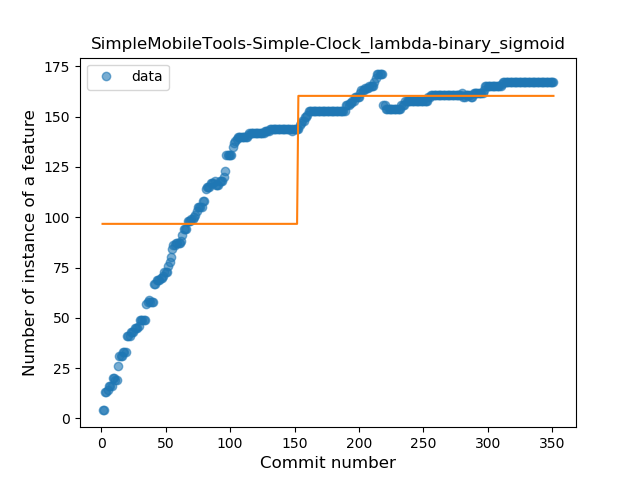 SimpleMobileTools-Simple-Clock_lambda-binary_sigmoid
data
Number of instance of a feature
175
150
125
100
75
50
25
0
0 50 100 150 200 250 300 350
Commit number